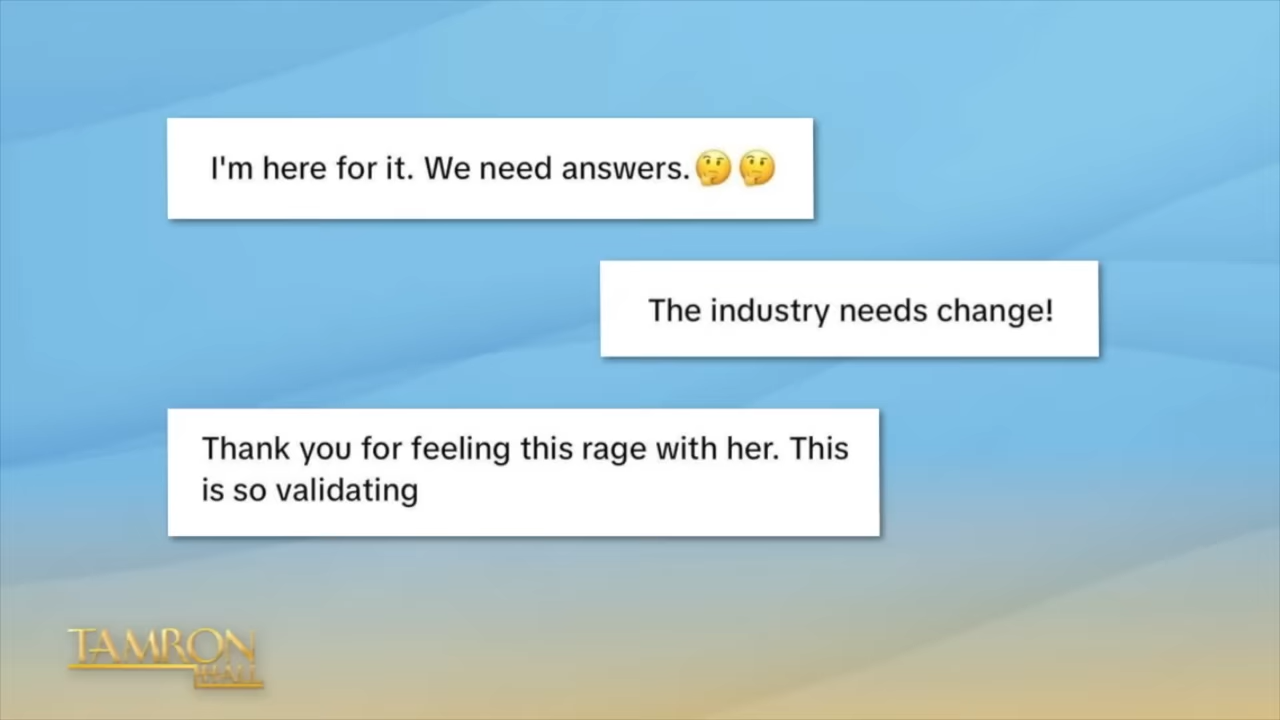 I'm here for it. We need answers.🤔🤔
The industry needs change!
Thank you for feeling this rage with her. This
is so validating
TAMRON
HALL